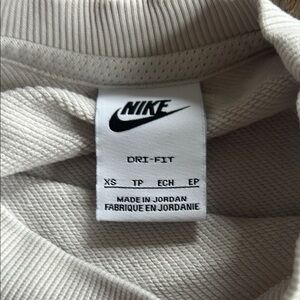 NIKE
DRI-FIT
XS TP ECH EP
MADE IN JORDAN
FABRIQUE EN JORDANIE